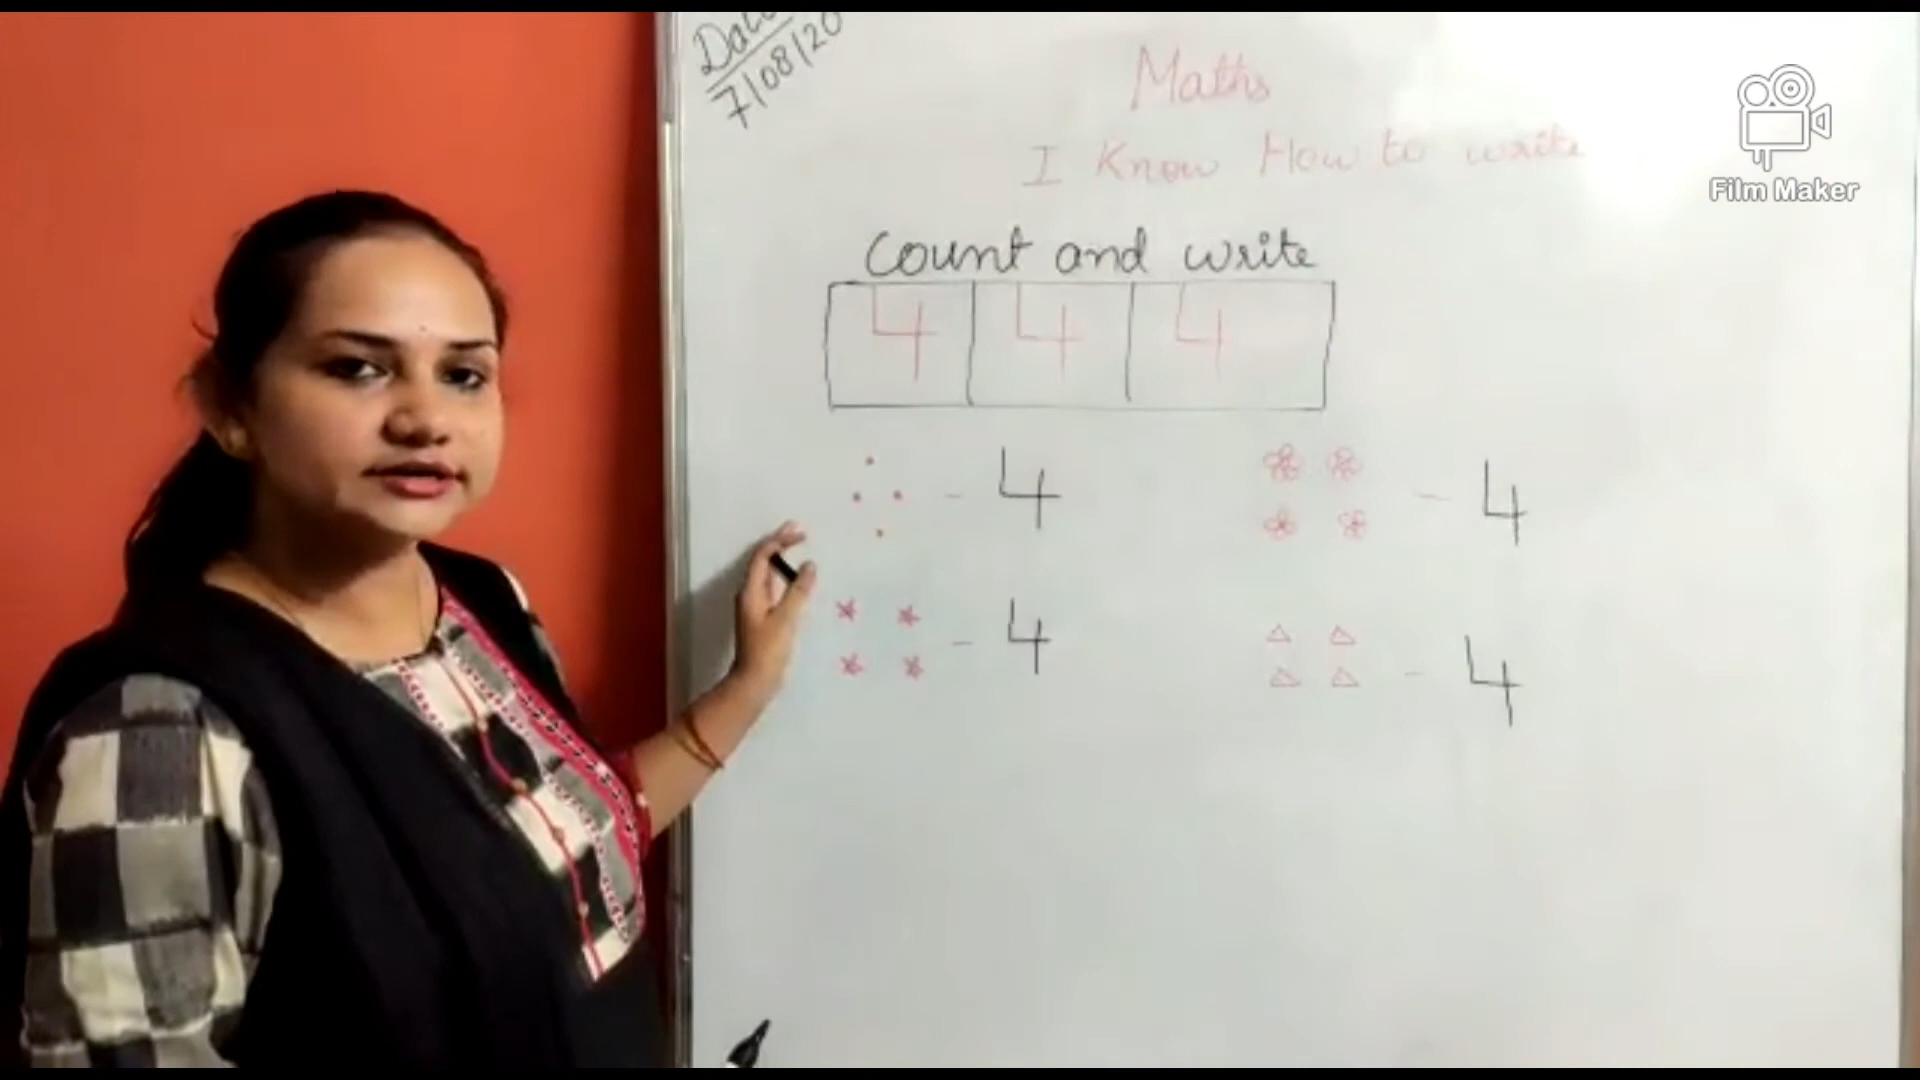 Date
7/08/20
Maths
I Know How to write
Film Maker
Count and write
4 4 4
- 4
- 4
- 4
- 4